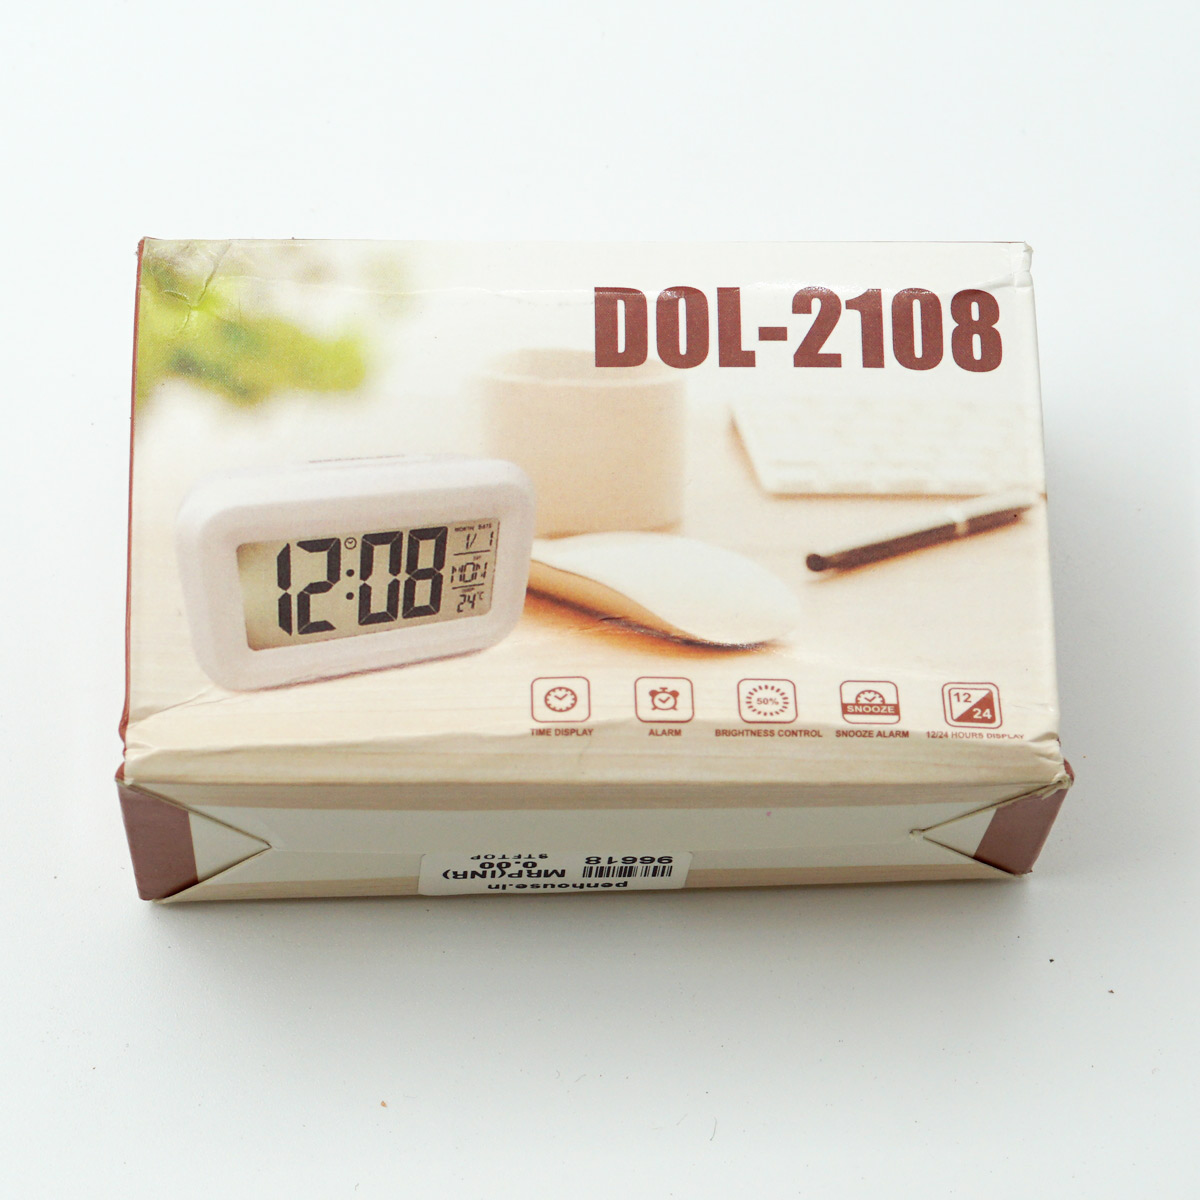 DOL-2108
MONTH DATE
1/1
12:08
MON
24°C
50%
SNOOZE
12
24
TIME DISPLAY
ALARM
BRIGHTNESS CONTROL
SNOOZE ALARM
12/24 HOURS DISPLAY
penhouse.in
96618
MRP(INR)
0.00
STFTOP